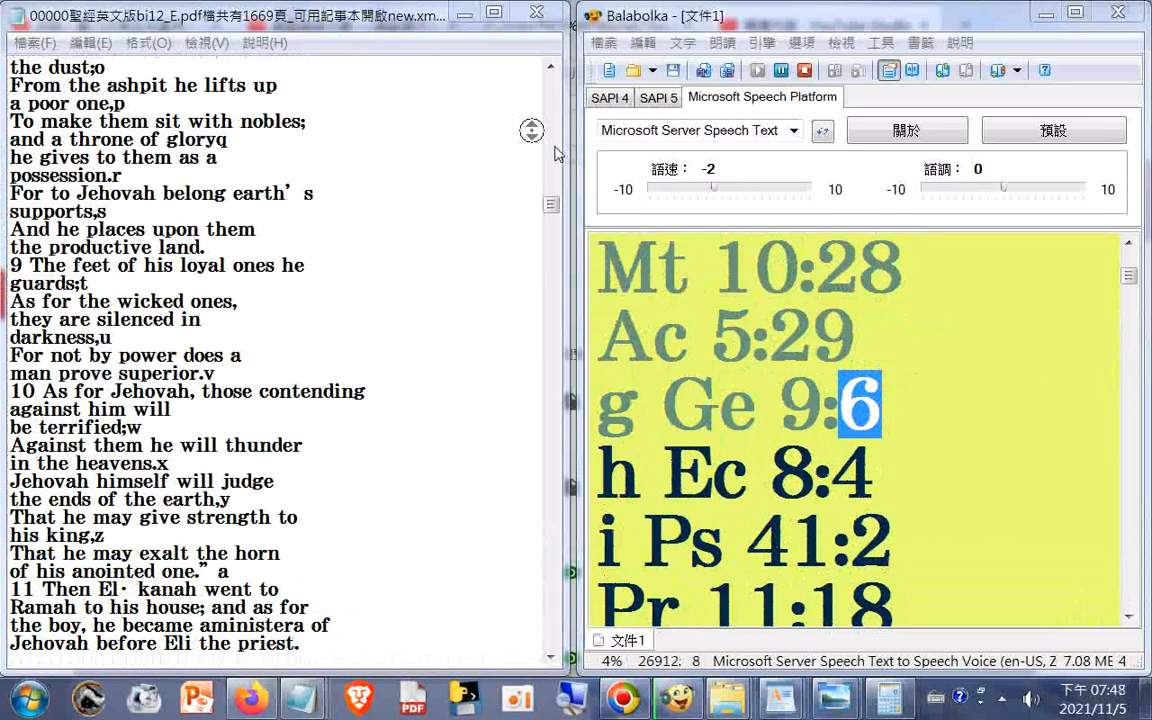 00000聖經英文版bi12_E.pdf檔共有1669頁_可用記事本開啟new.xm...
檔案(F) 編輯(E) 格式(O) 檢視(V) 說明(H)
the dust;o
From the ashpit he lifts up
a poor one,p
To make them sit with nobles;
and a throne of gloryq
he gives to them as a
possession.r
For to Jehovah belong earth’s
supports,s
And he places upon them
the productive land.
9 The feet of his loyal ones he
guards;t
As for the wicked ones,
they are silenced in
darkness,u
For not by power does a
man prove superior.v
10 As for Jehovah, those contending
against him will
be terrified;w
Against them he will thunder
in the heavens.x
Jehovah himself will judge
the ends of the earth,y
That he may give strength to
his king,z
That he may exalt the horn
of his anointed one.” a
11 Then El· kanah went to
Ramah to his house; and as for
the boy, he became aministera of
Jehovah before Eli the priest.
Balabolka - [文件1]
檔案 編輯 文字 朗讀 引擎 選項 檢視 工具 書籤 說明
SAPI 4 SAPI 5 Microsoft Speech Platform
Microsoft Server Speech Text 關於 預設
語速: -2 語調: 0
-10 10 -10 10
Mt 10:28
Ac 5:29
g Ge 9:6
h Ec 8:4
i Ps 41:2
Pr 11:18
文件1
4% 26912: 8 Microsoft Server Speech Text to Speech Voice (en-US, Z 7.08 MB 4
PDF
下午 07:48
2021/11/5